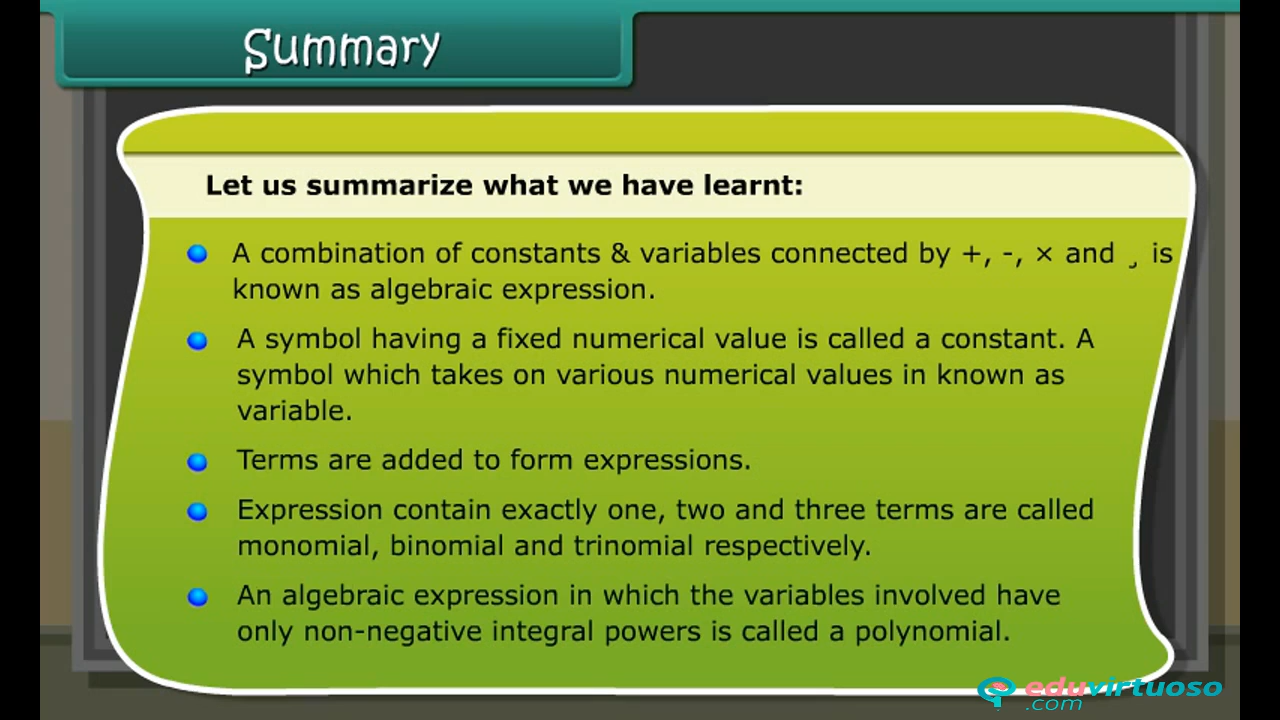 Summary
Let us summarize what we have learnt:
A combination of constants & variables connected by +, -, × and ¸ is
known as algebraic expression.
A symbol having a fixed numerical value is called a constant. A
symbol which takes on various numerical values in known as
variable.
Terms are added to form expressions.
Expression contain exactly one, two and three terms are called
monomial, binomial and trinomial respectively.
An algebraic expression in which the variables involved have
only non-negative integral powers is called a polynomial.
eduvirtuoso
.com